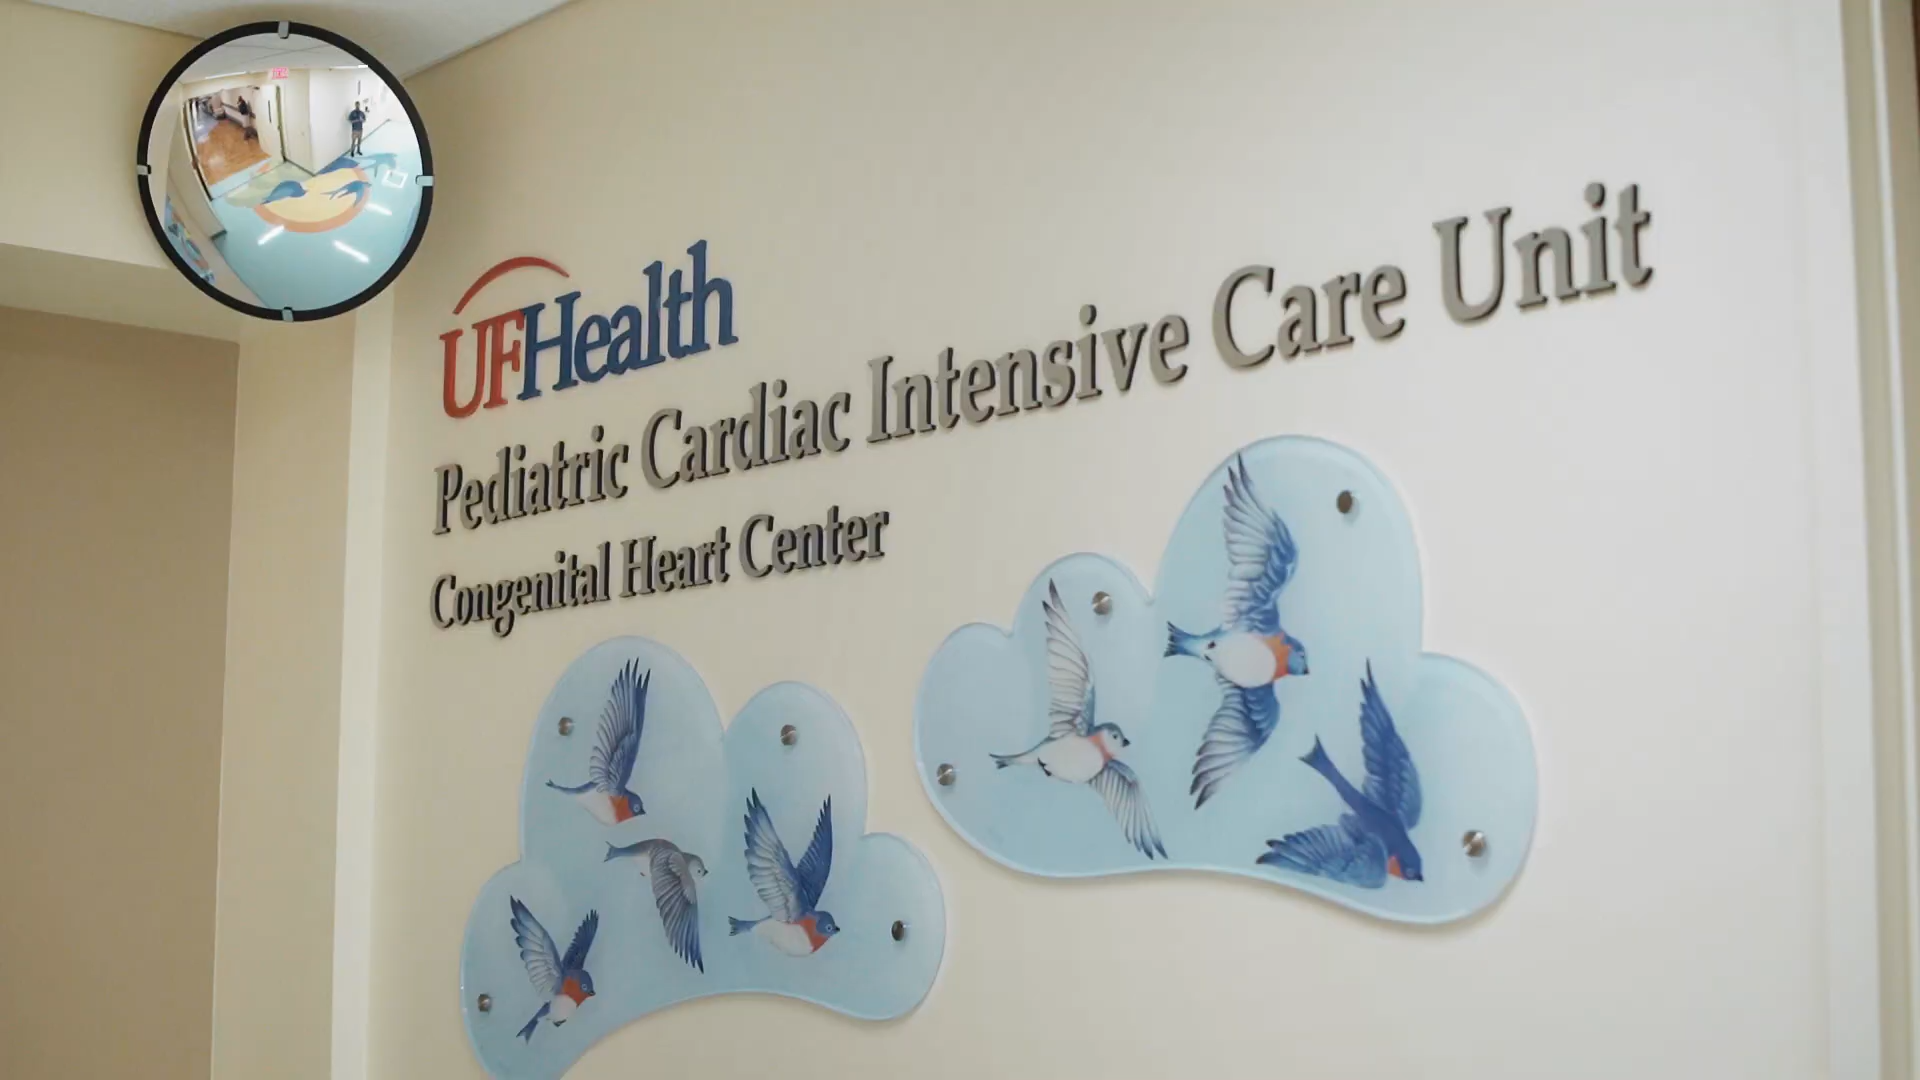 UFHealth
Pediatric Cardiac Intensive Care Unit
Congenital Heart Center